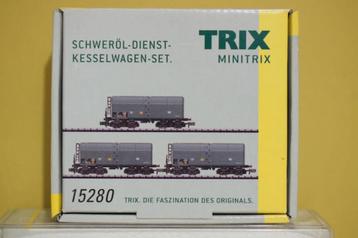 SCHWERÖL-DIENST-
KESSELWAGEN-SET.
TRIX
MINITRIX
15280
TRIX. DIE FASZINATION DES ORIGINALS.